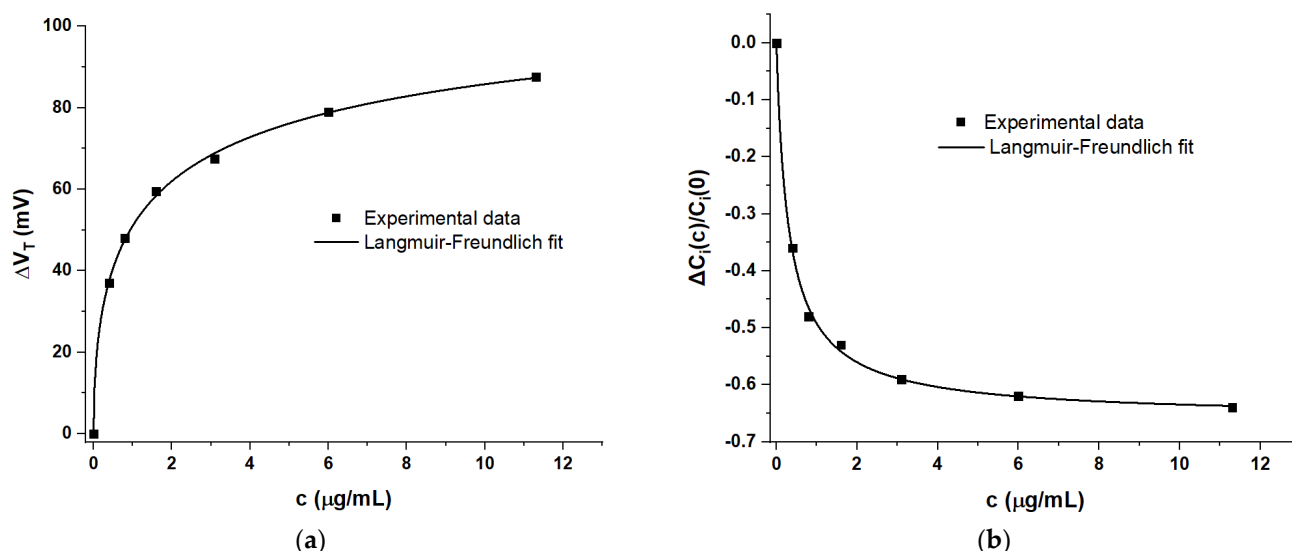 100
80
60
40
20
0
ΔV_T (mV)
Experimental data
Langmuir-Freundlich fit
0 2 4 6 8 10 12
c (μg/mL)
(a)
0.0
-0.1
-0.2
-0.3
-0.4
-0.5
-0.6
-0.7
ΔC_i(c)/C_i(0)
Experimental data
Langmuir-Freundlich fit
0 2 4 6 8 10 12
c (μg/mL)
(b)